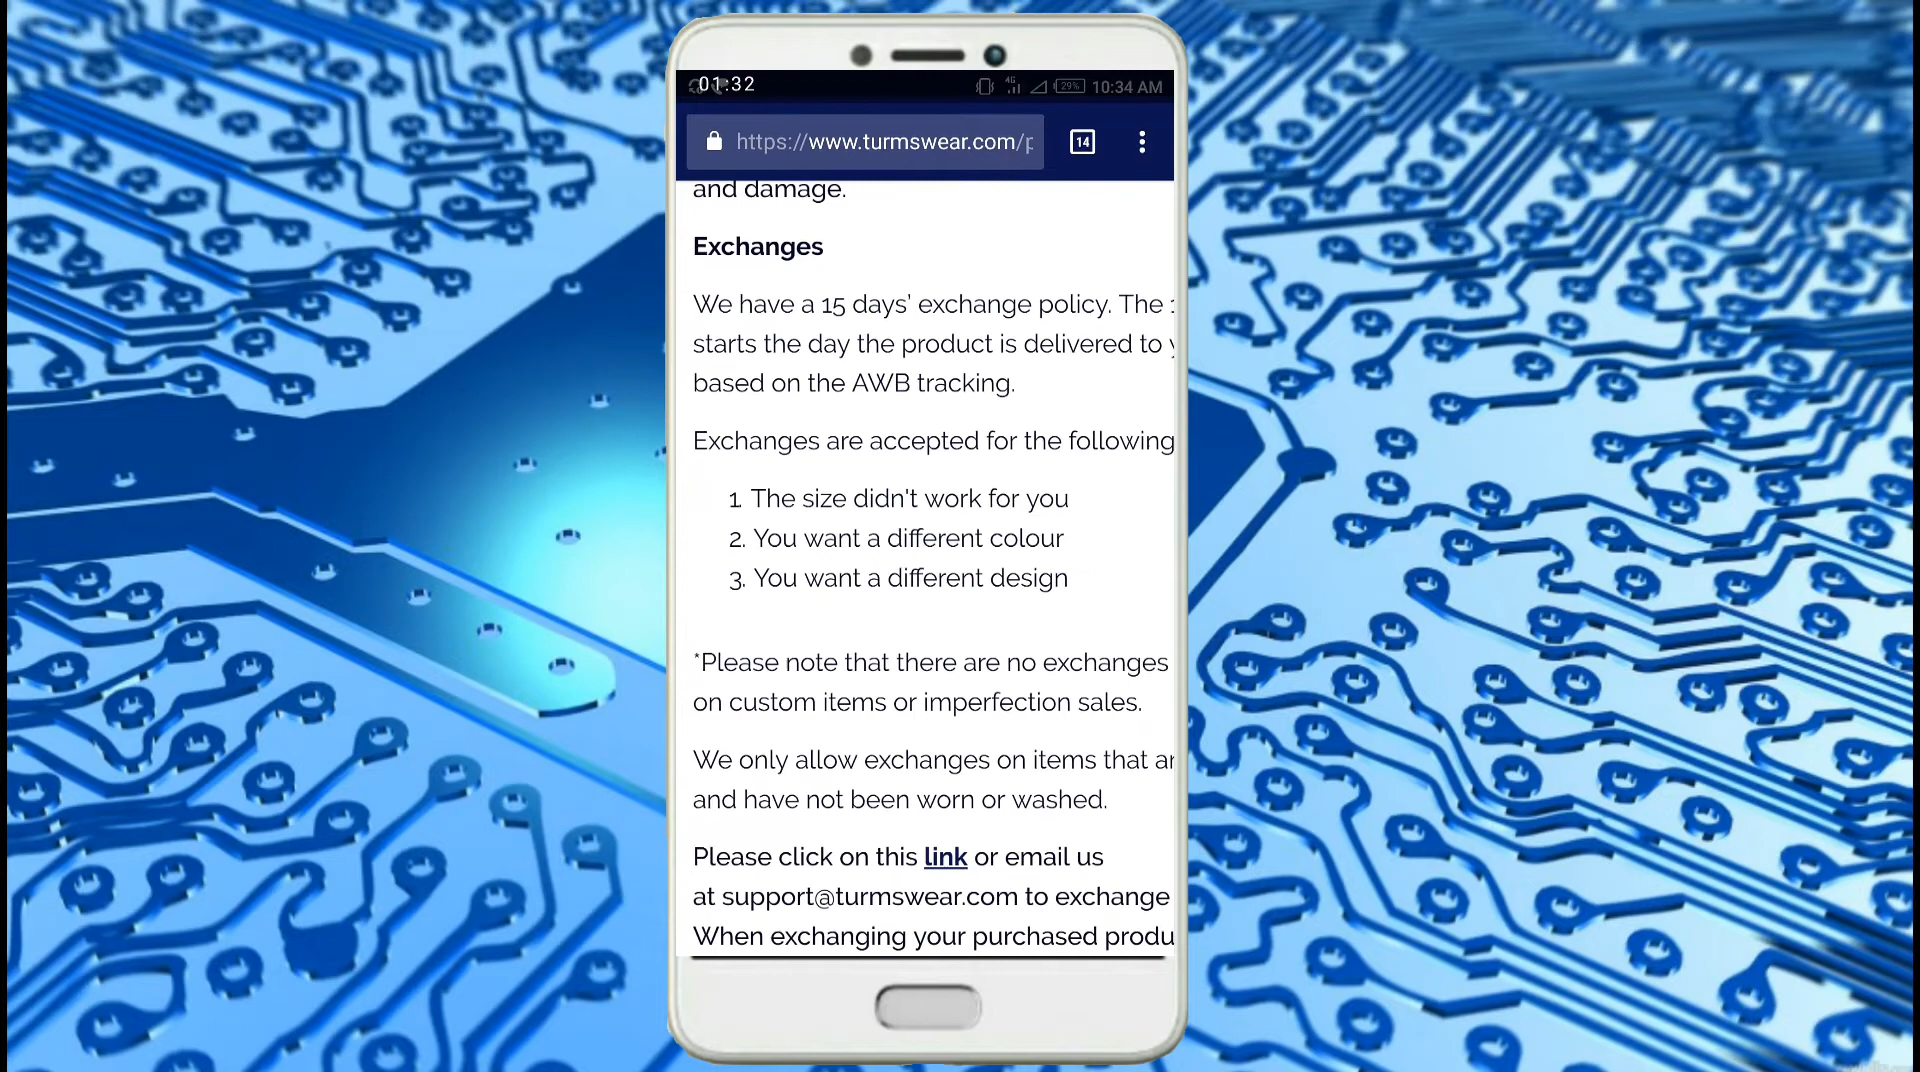 01:32
4G
29%
10:34 AM
https://www.turmswear.com/p
14
and damage.
Exchanges
We have a 15 days' exchange policy. The
starts the day the product is delivered to
based on the AWB tracking.
Exchanges are accepted for the following
1. The size didn't work for you
2. You want a different colour
3. You want a different design
*Please note that there are no exchanges
on custom items or imperfection sales.
We only allow exchanges on items that
and have not been worn or washed.
Please click on this link or email us
at support@turmswear.com to exchange
When exchanging your purchased produ